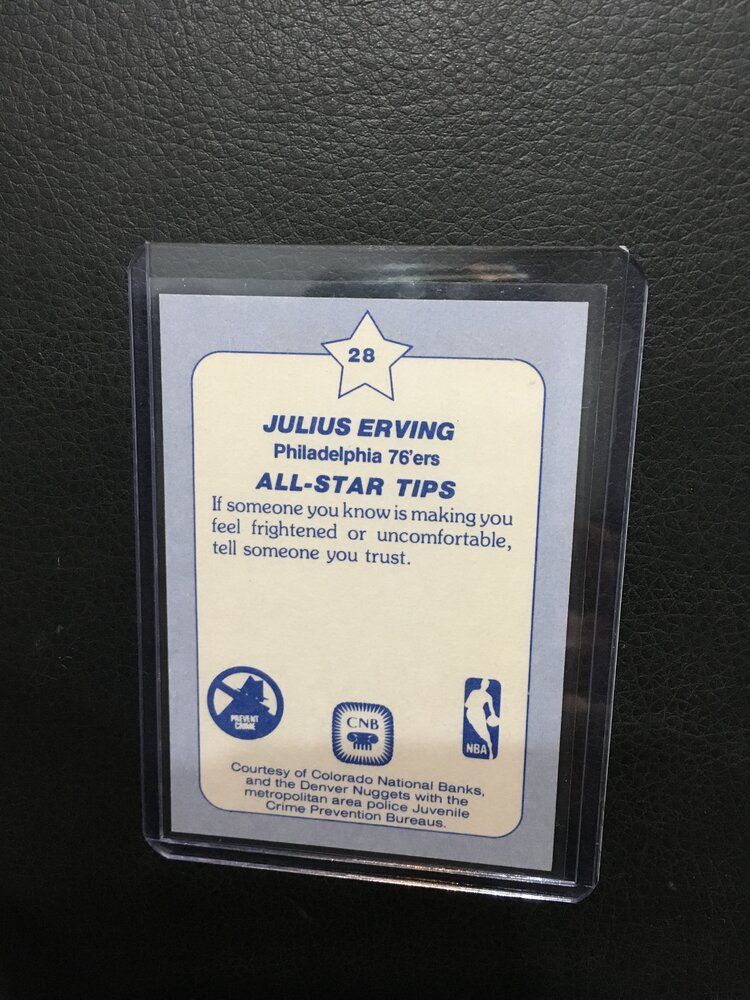 28
JULIUS ERVING
Philadelphia 76'ers
ALL-STAR TIPS
If someone you know is making you
feel frightened or uncomfortable,
tell someone you trust.
PREVENT
CRIME
CNB
NBA
Courtesy of Colorado National Banks,
and the Denver Nuggets with the
metropolitan area police Juvenile
Crime Prevention Bureaus.